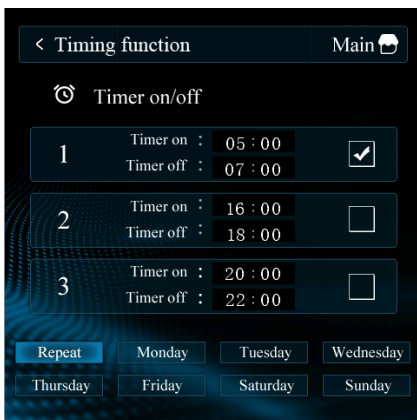 < Timing function Main
Timer on/off
1 Timer on : 05:00
Timer off : 07:00
2 Timer on : 16:00
Timer off : 18:00
3 Timer on : 20:00
Timer off : 22:00
Repeat Monday Tuesday Wednesday
Thursday Friday Saturday Sunday